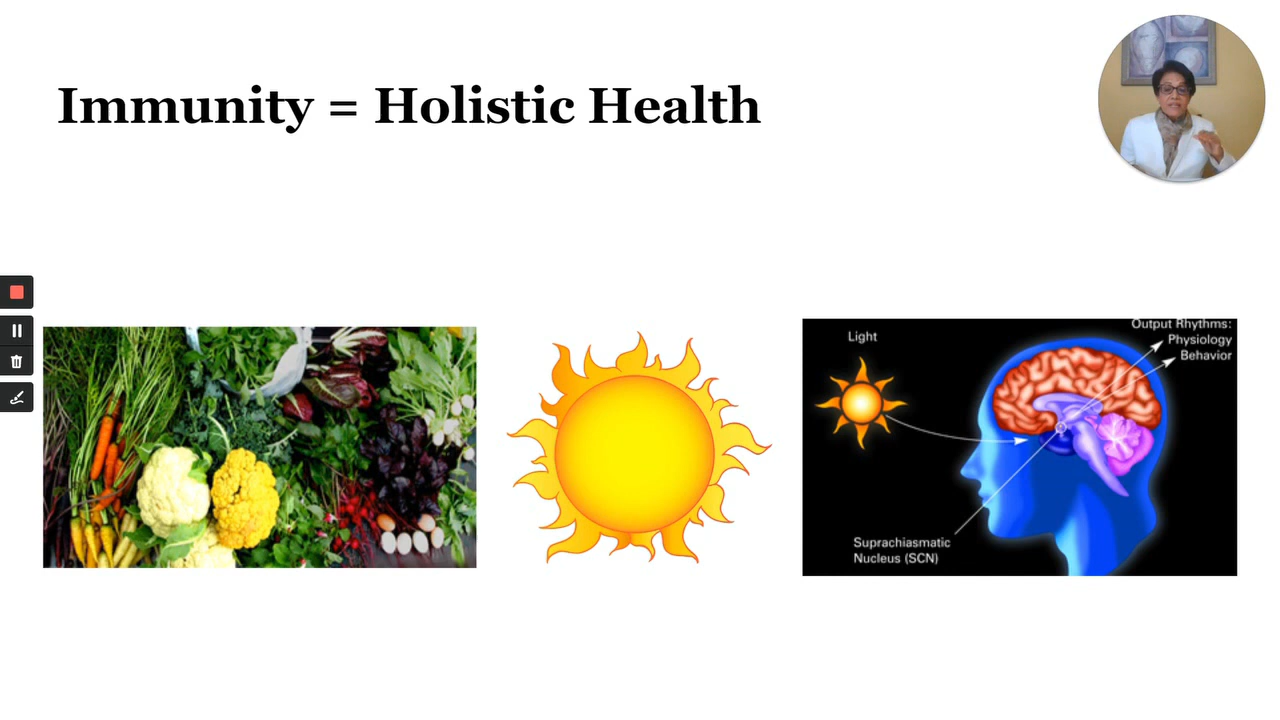 Immunity = Holistic Health
Light
Output Rhythms:
Physiology
Behavior
Suprachiasmatic
Nucleus (SCN)